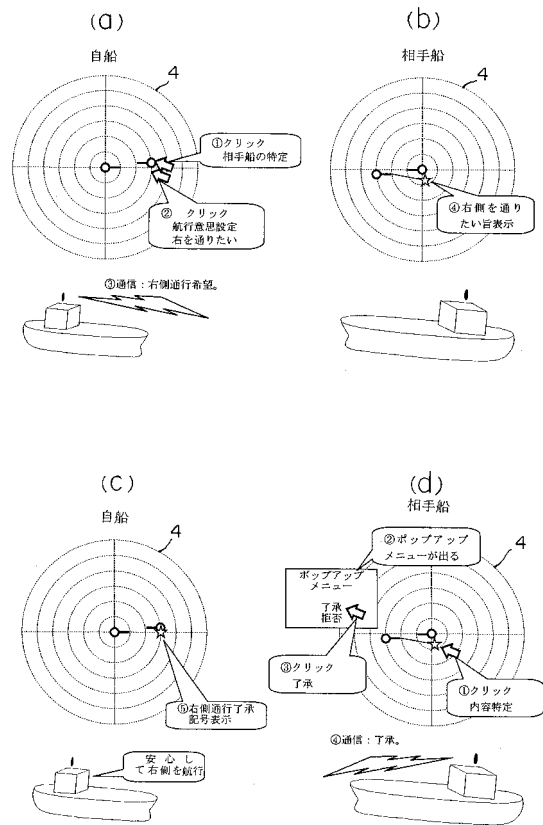 (a)
自船
4
①クリック
相手船の特定
② クリック
航行意思設定
右を通りたい
③通信：右側通行希望。
(b)
相手船
4
④右側を通り
たい旨表示
(c)
自船
4
⑤右側通行了承
記号表示
安心し
て右側を航行
(d)
相手船
②ポップアップ
メニューが出る
4
ポップアップ
メニュー
了承
拒否
③クリック
了承
①クリック
内容特定
④通信：了承。